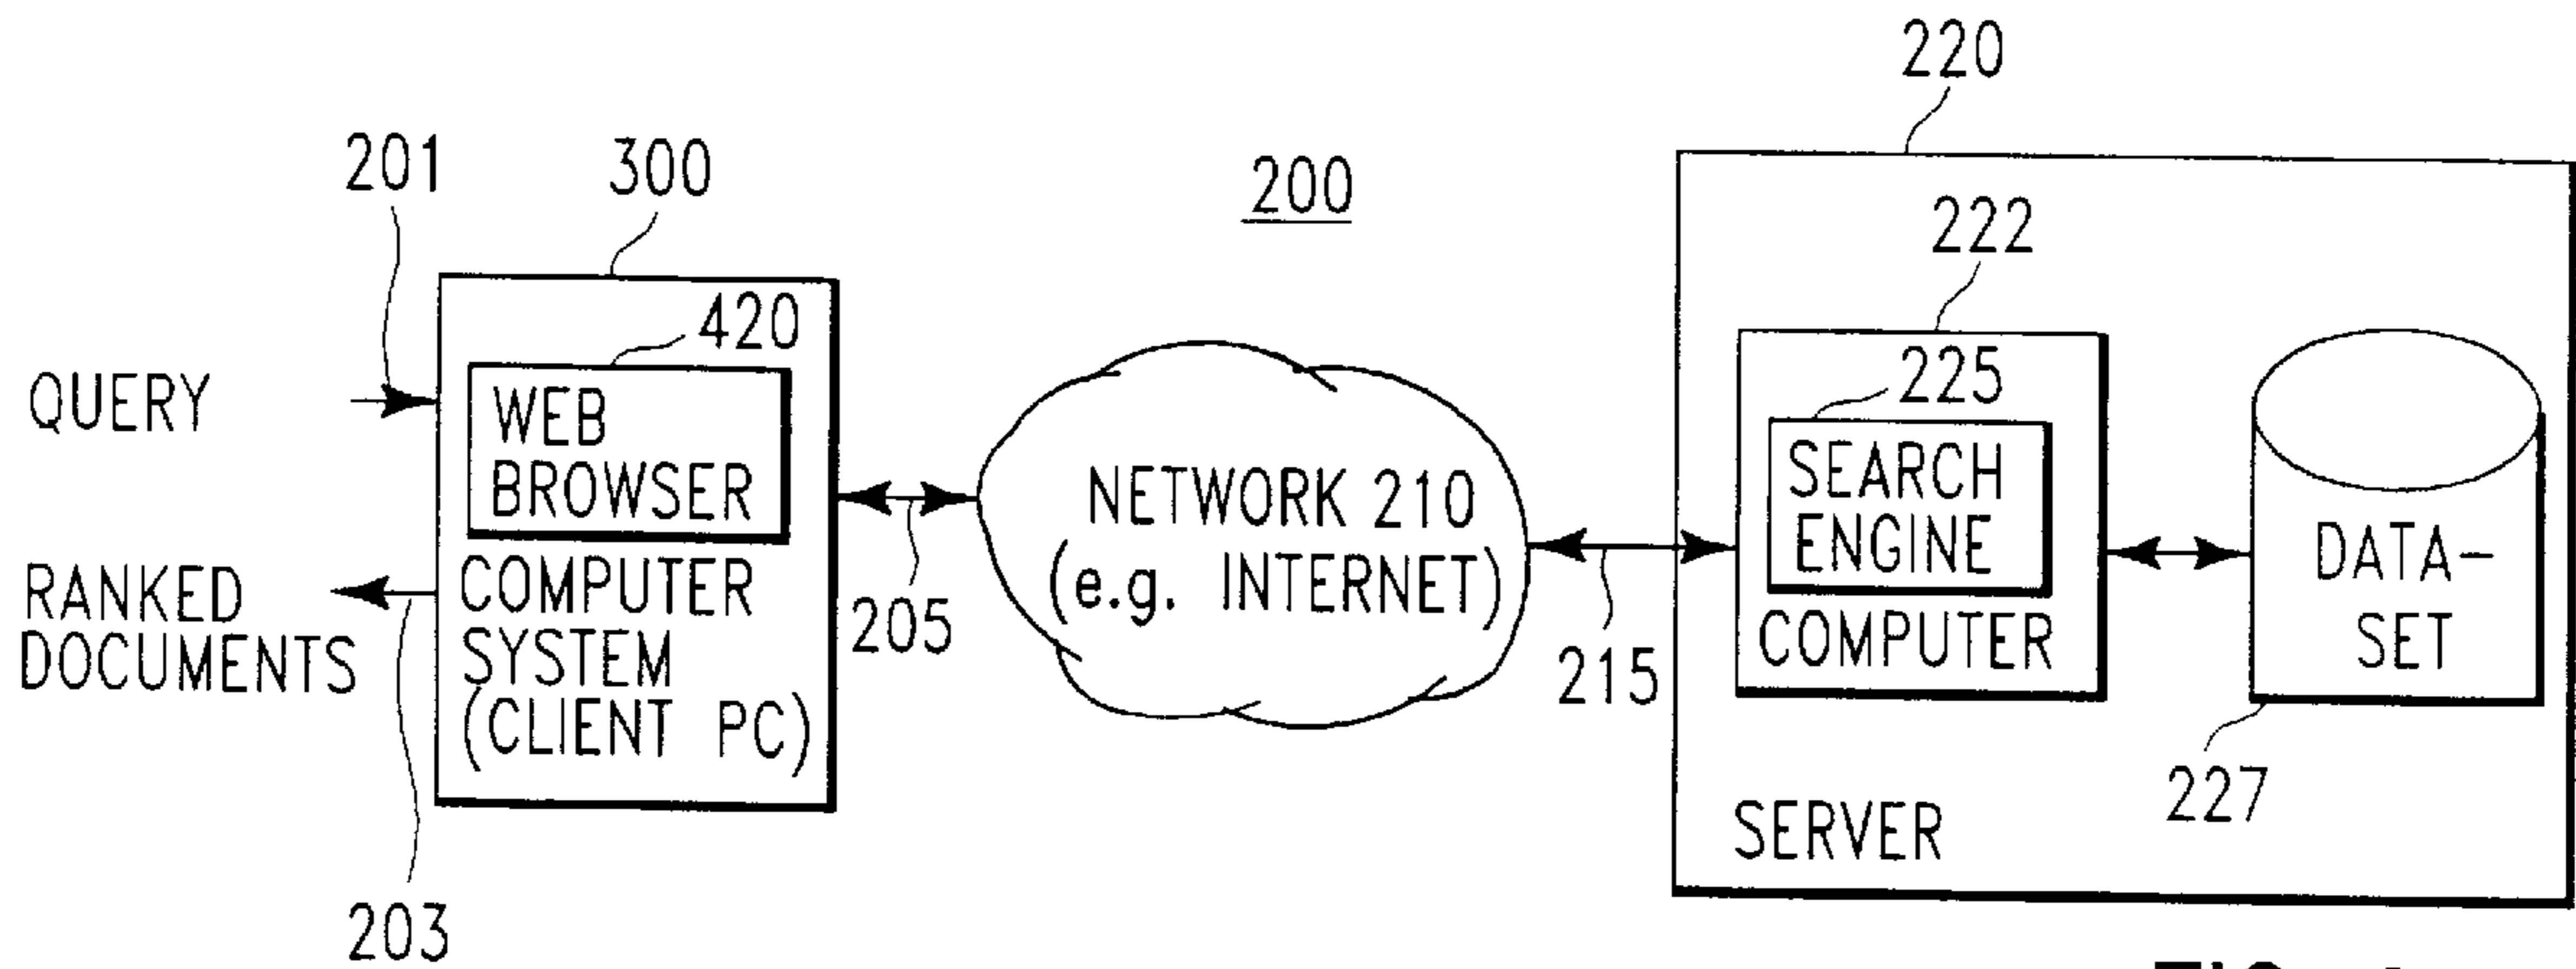 220
201
300
200
222
420
225
QUERY
WEB
BROWSER
NETWORK 210
(e.g. INTERNET)
SEARCH
ENGINE
DATA-
SET
RANKED
DOCUMENTS
COMPUTER
SYSTEM
(CLIENT PC)
205
215
COMPUTER
227
SERVER
203